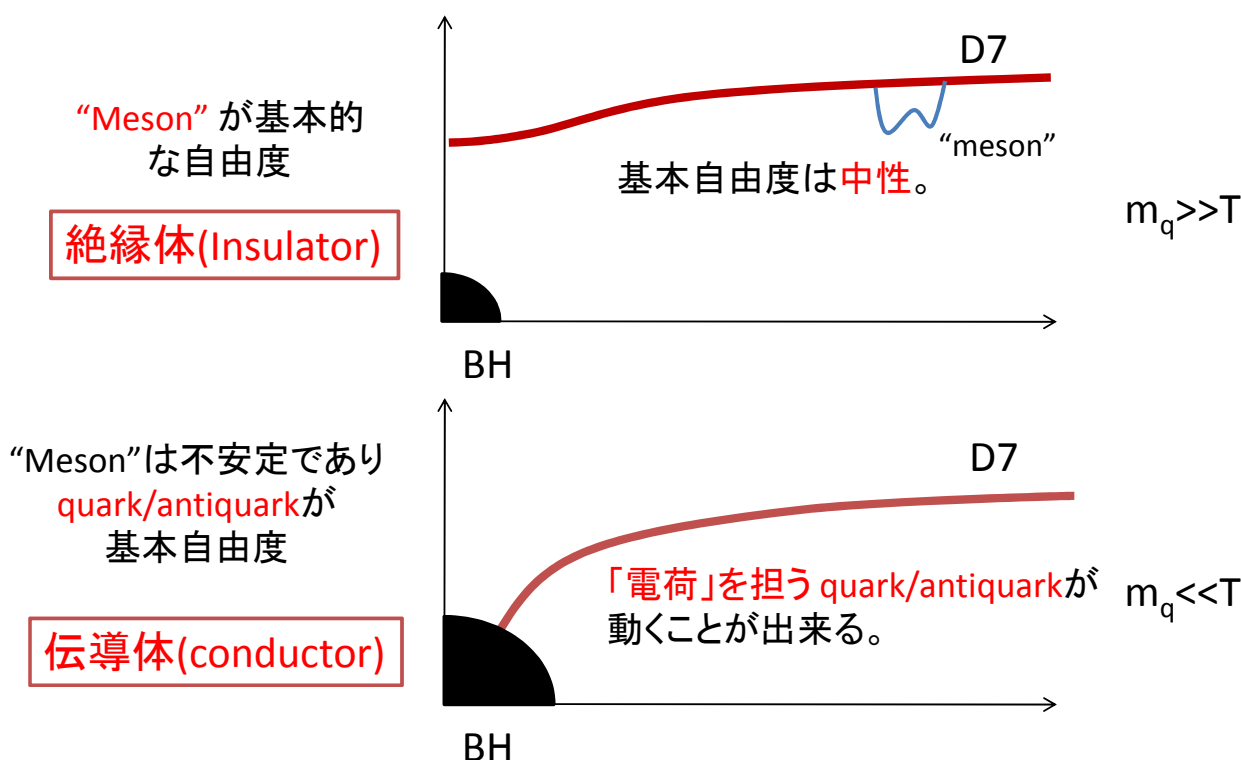 “Meson” が基本的
な自由度
絶縁体(Insulator)
D7
“meson”
基本自由度は中性。
m_q>>T
BH
“Meson”は不安定であり
quark/antiquarkが
基本自由度
伝導体(conductor)
D7
「電荷」を担う quark/antiquarkが
動くことが出来る。
m_q<<T
BH